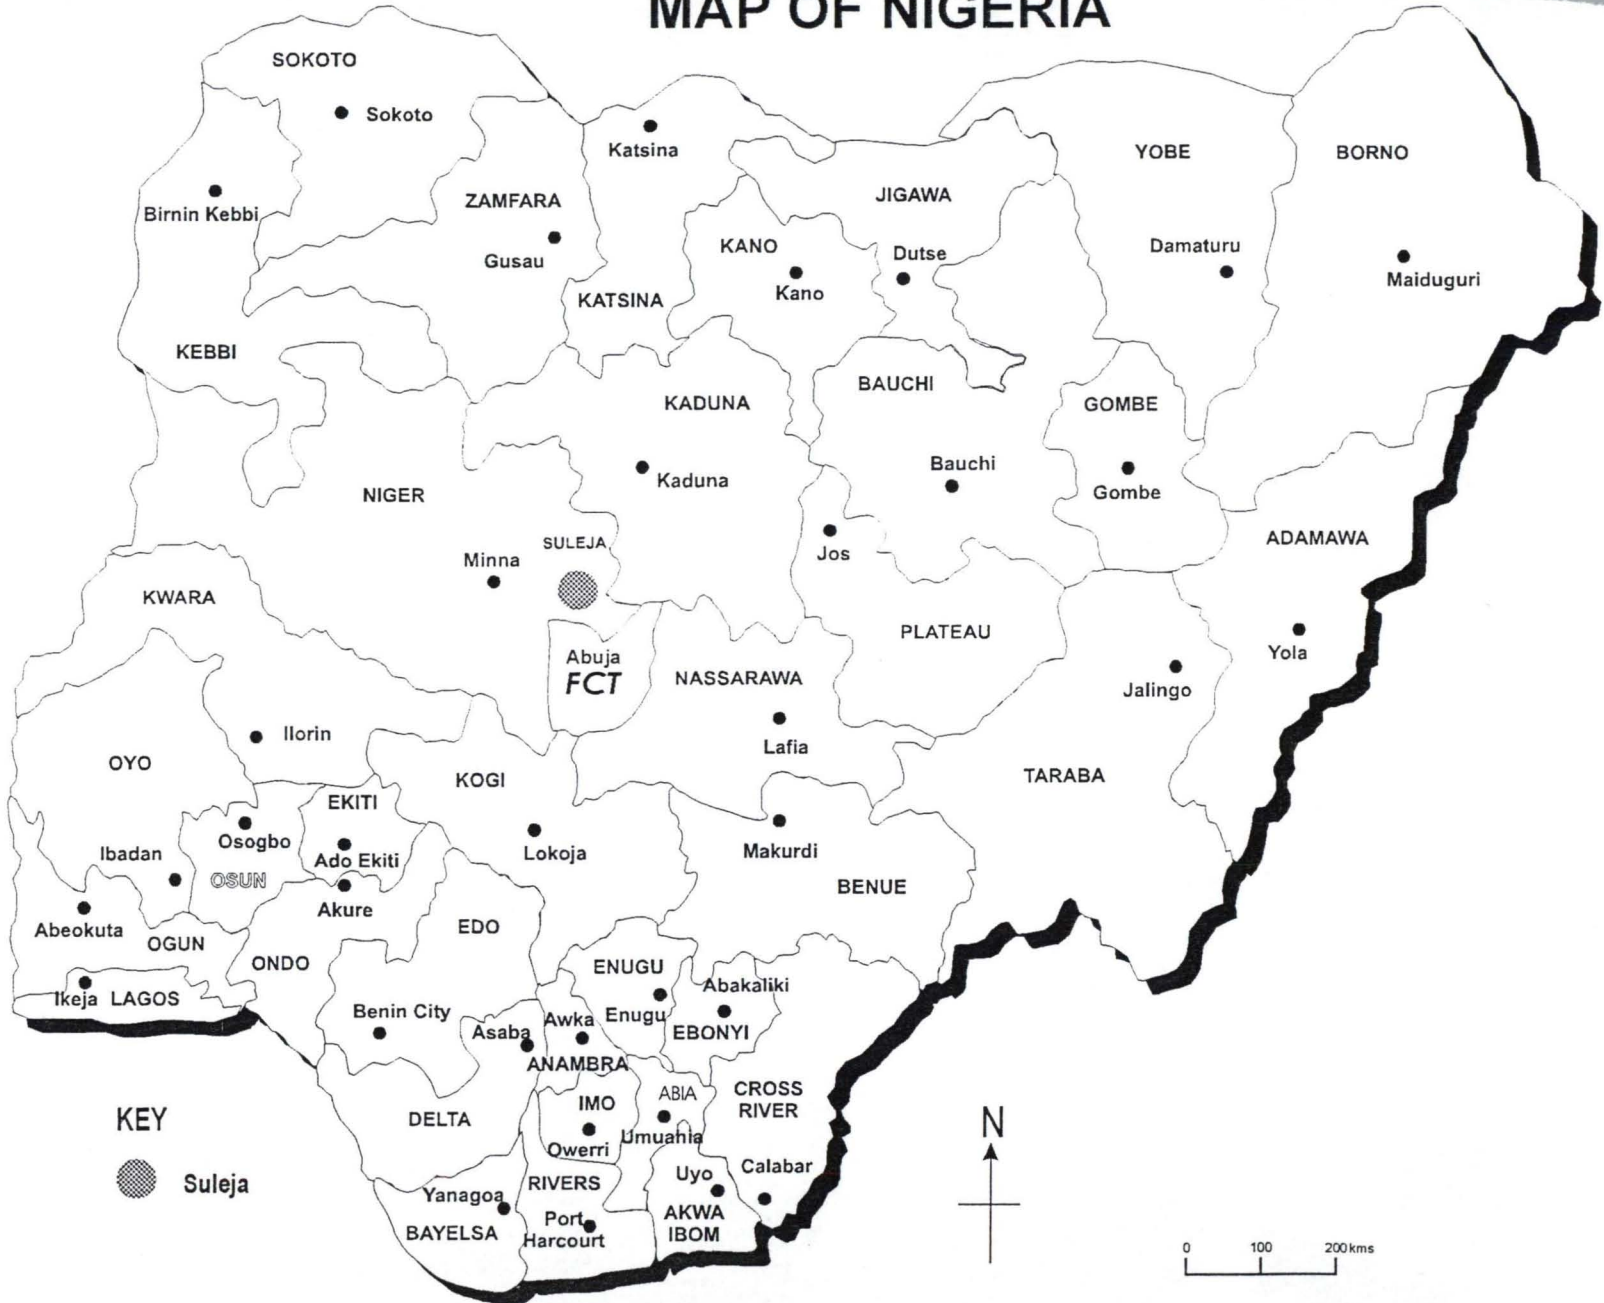 MAP OF NIGERIA
SOKOTO
Sokoto
Katsina
YOBE
BORNO
Birnin Kebbi
ZAMFARA
JIGAWA
Gusau
KANO
Dutse
Damaturu
Kano
Maiduguri
KATSINA
KEBBI
BAUCHI
KADUNA
GOMBE
Kaduna
Bauchi
Gombe
NIGER
SULEJA
ADAMAWA
Minna
Jos
KWARA
PLATEAU
Yola
Abuja
FCT
NASSARAWA
Jalingo
Ilorin
Lafia
OYO
KOGI
TARABA
EKITI
Osogbo
Ado Ekiti
Lokoja
Makurdi
Ibadan
OSUN
BENUE
Akure
Abeokuta
OGUN
EDO
ONDO
ENUGU
Ikeja LAGOS
Abakaliki
Benin City
Asaba
Awka
Enugu
EBONYI
ANAMBRA
KEY
DELTA
IMO
ABIA
CROSS
RIVER
N
Owerri
Umuahia
Suleja
Yanagoa
RIVERS
Uyo
Calabar
BAYELSA
Port
Harcourt
AKWA
IBOM
0 100 200kms